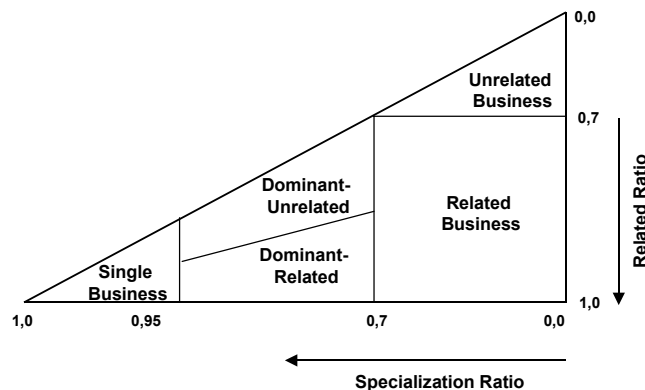 0,0
Unrelated
Business
0,7
Dominant-
Unrelated
Related
Business
Related Ratio
Dominant-
Related
Single
Business
1,0
1,0
0,95
0,7
0,0
Specialization Ratio